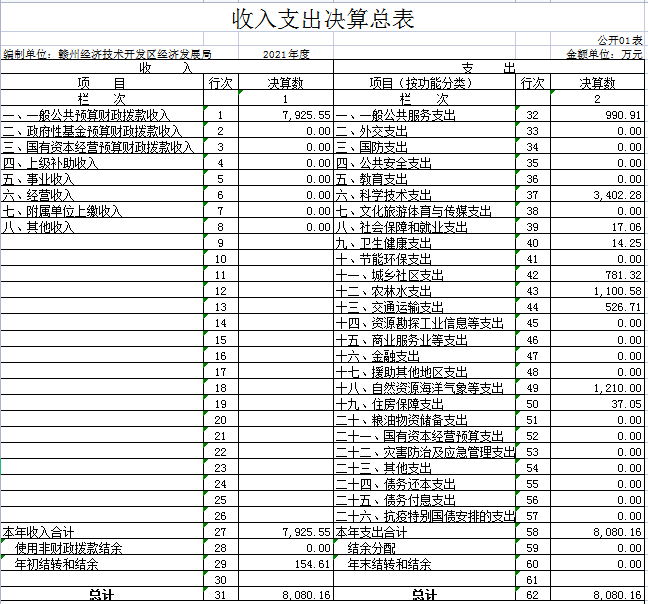 收入支出决算总表
公开01表
编制单位：赣州经济技术开发区经济发展局 2021年度 金额单位：万元
收 入 支 出
项 目 行次 决算数 项目（按功能分类） 行次 决算数
栏 次 1 栏 次 2
一、一般公共预算财政拨款收入 1 7,925.55 一、一般公共服务支出 32 990.91
二、政府性基金预算财政拨款收入 2 0.00 二、外交支出 33 0.00
三、国有资本经营预算财政拨款收入 3 0.00 三、国防支出 34 0.00
四、上级补助收入 4 0.00 四、公共安全支出 35 0.00
五、事业收入 5 0.00 五、教育支出 36 0.00
六、经营收入 6 0.00 六、科学技术支出 37 3,402.28
七、附属单位上缴收入 7 0.00 七、文化旅游体育与传媒支出 38 0.00
八、其他收入 8 0.00 八、社会保障和就业支出 39 17.06
9 九、卫生健康支出 40 14.25
10 十、节能环保支出 41 0.00
11 十一、城乡社区支出 42 781.32
12 十二、农林水支出 43 1,100.58
13 十三、交通运输支出 44 526.71
14 十四、资源勘探工业信息等支出 45 0.00
15 十五、商业服务业等支出 46 0.00
16 十六、金融支出 47 0.00
17 十七、援助其他地区支出 48 0.00
18 十八、自然资源海洋气象等支出 49 1,210.00
19 十九、住房保障支出 50 37.05
20 二十、粮油物资储备支出 51 0.00
21 二十一、国有资本经营预算支出 52 0.00
22 二十二、灾害防治及应急管理支出 53 0.00
23 二十三、其他支出 54 0.00
24 二十四、债务还本支出 55 0.00
25 二十五、债务付息支出 56 0.00
26 二十六、抗疫特别国债安排的支出 57 0.00
本年收入合计 27 7,925.55 本年支出合计 58 8,080.16
使用非财政拨款结余 28 0.00 结余分配 59 0.00
年初结转和结余 29 154.61 年末结转和结余 60 0.00
30 61
总计 31 8,080.16 总计 62 8,080.16